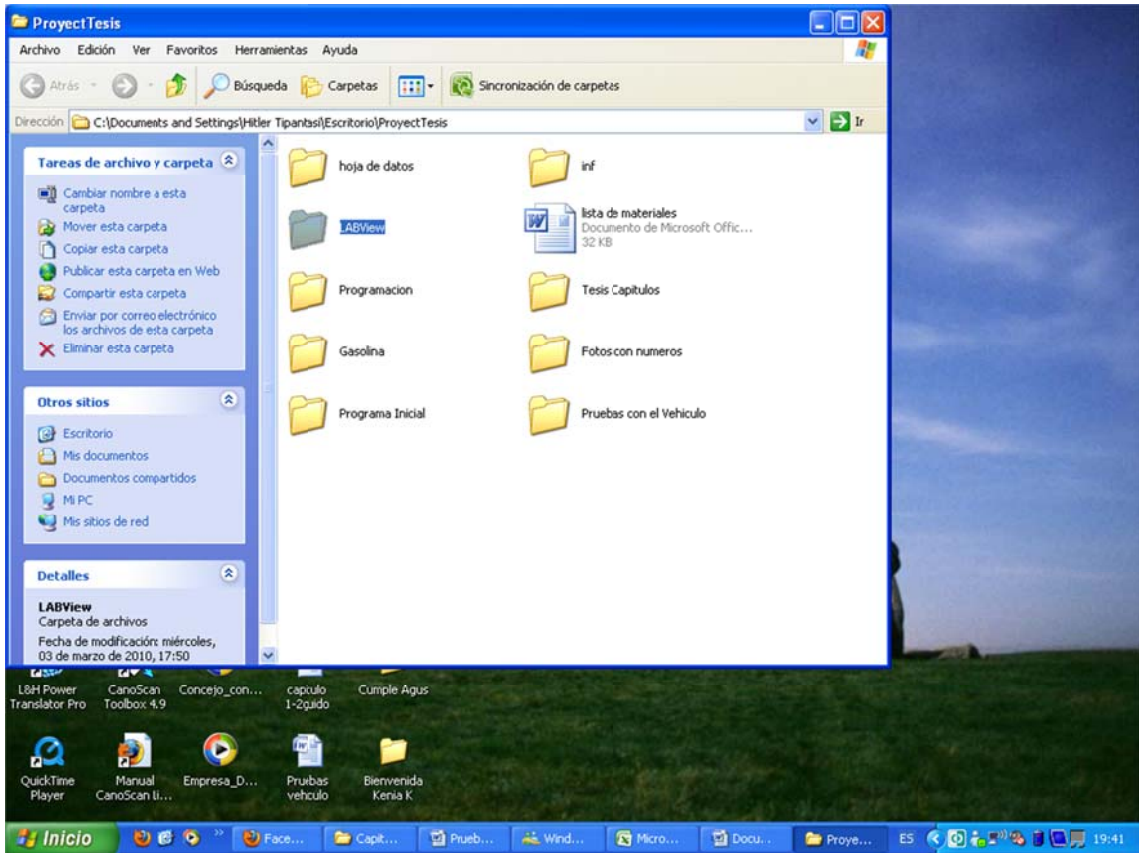 ProyectTesis
Archivo Edición Ver Favoritos Herramientas Ayuda
Atrás Búsqueda Carpetas Sincronización de carpetas
Dirección C:\Documents and Settings\Hitler Tipantasi\Escritorio\ProyectTesis Ir
Tareas de archivo y carpeta
Cambiar nombre a esta
carpeta
Mover esta carpeta
Copiar esta carpeta
Publicar esta carpeta en Web
Compartir esta carpeta
Enviar por correo electrónico
los archivos de esta carpeta
Eliminar esta carpeta
Otros sitios
Escritorio
Mis documentos
Documentos compartidos
Mi PC
Mis sitios de red
Detalles
LABView
Carpeta de archivos
Fecha de modificación: miércoles,
03 de marzo de 2010, 17:50
hoja de datos
inf
LABView
lista de materiales
Documento de Microsoft Offic...
32 KB
Programacion
Tesis Capitulos
Gasolina
Fotos con numeros
Programa Inicial
Pruebas con el Vehiculo
L&H Power
Translator Pro
CanoScan
Toolbox 4.9
Concejo_con...
capitulo
1-2guido
Cumple Agus
QuickTime
Player
Manual
CanoScan Li...
Empresa_D...
Pruebas
vehculo
Bienvenida
Kenia K
Inicio » Face... Capit... Prueb... Wind... Micro... Docu... Proye... ES 19:41